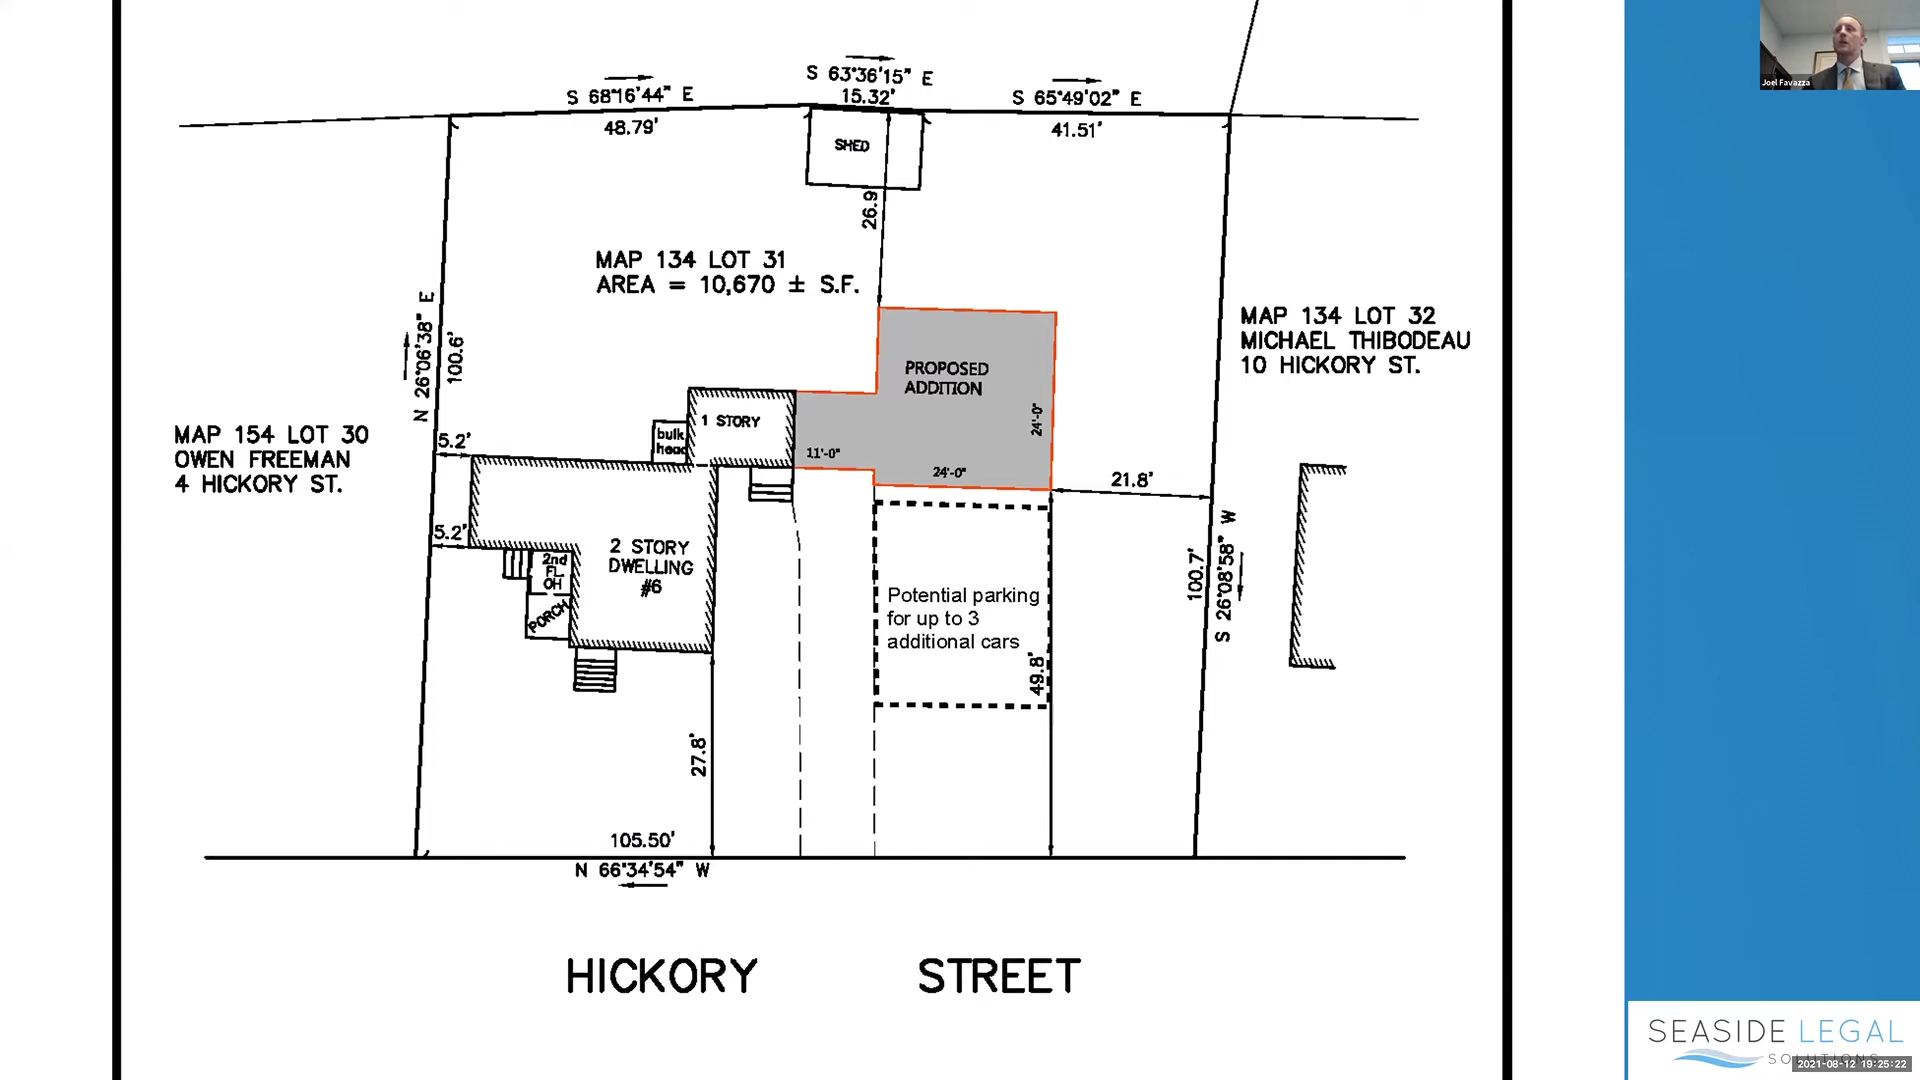 S 63°36'15" E
15.32'
S 68°16'44" E
48.79'
S 65°49'02" E
41.51'
SHED
26.9
MAP 134 LOT 31
AREA = 10,670 ± S.F.
N 26°06'38" E
100.6'
MAP 134 LOT 32
MICHAEL THIBODEAU
10 HICKORY ST.
PROPOSED
ADDITION
24'-0"
11'-0"
24'-0"
1 STORY
bulk
head
MAP 154 LOT 30
OWEN FREEMAN
4 HICKORY ST.
5.2'
5.2'
21.8'
2 STORY
DWELLING
#6
2nd
FL.
OH
PORCH
Potential parking
for up to 3
additional cars
49.8'
100.7'
S 26°08'58" W
27.8'
105.50'
N 66°34'54" W
HICKORY STREET
Joel Favazza
SEASIDE LEGAL
SOLUTIONS
2021-08-12 19:25:22